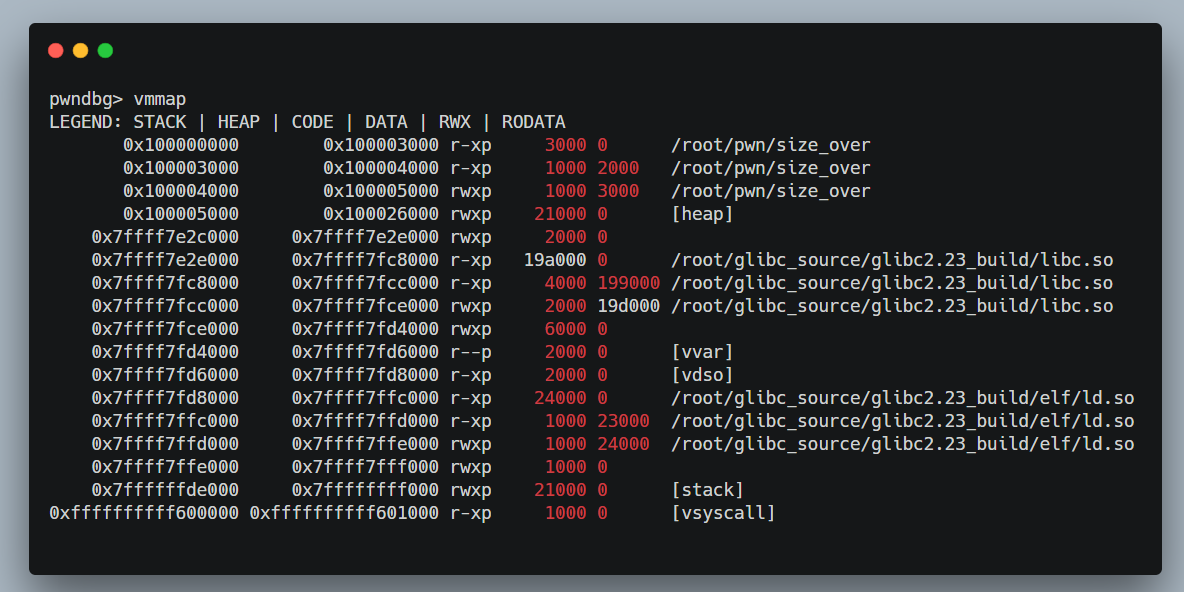 pwndbg> vmmap
LEGEND: STACK | HEAP | CODE | DATA | RWX | RODATA
0x100000000 0x100003000 r-xp 3000 0 /root/pwn/size_over
0x100003000 0x100004000 r-xp 1000 2000 /root/pwn/size_over
0x100004000 0x100005000 rwxp 1000 3000 /root/pwn/size_over
0x100005000 0x100026000 rwxp 21000 0 [heap]
0x7ffff7e2c000 0x7ffff7e2e000 rwxp 2000 0
0x7ffff7e2e000 0x7ffff7fc8000 r-xp 19a000 0 /root/glibc_source/glibc2.23_build/libc.so
0x7ffff7fc8000 0x7ffff7fcc000 r-xp 4000 199000 /root/glibc_source/glibc2.23_build/libc.so
0x7ffff7fcc000 0x7ffff7fce000 rwxp 2000 19d000 /root/glibc_source/glibc2.23_build/libc.so
0x7ffff7fce000 0x7ffff7fd4000 rwxp 6000 0
0x7ffff7fd4000 0x7ffff7fd6000 r--p 2000 0 [vvar]
0x7ffff7fd6000 0x7ffff7fd8000 r-xp 2000 0 [vdso]
0x7ffff7fd8000 0x7ffff7ffc000 r-xp 24000 0 /root/glibc_source/glibc2.23_build/elf/ld.so
0x7ffff7ffc000 0x7ffff7ffd000 r-xp 1000 23000 /root/glibc_source/glibc2.23_build/elf/ld.so
0x7ffff7ffd000 0x7ffff7ffe000 rwxp 1000 24000 /root/glibc_source/glibc2.23_build/elf/ld.so
0x7ffff7ffe000 0x7ffff7fff000 rwxp 1000 0
0x7ffffffde000 0x7ffffffff000 rwxp 21000 0 [stack]
0xffffffffff600000 0xffffffffff601000 r-xp 1000 0 [vsyscall]